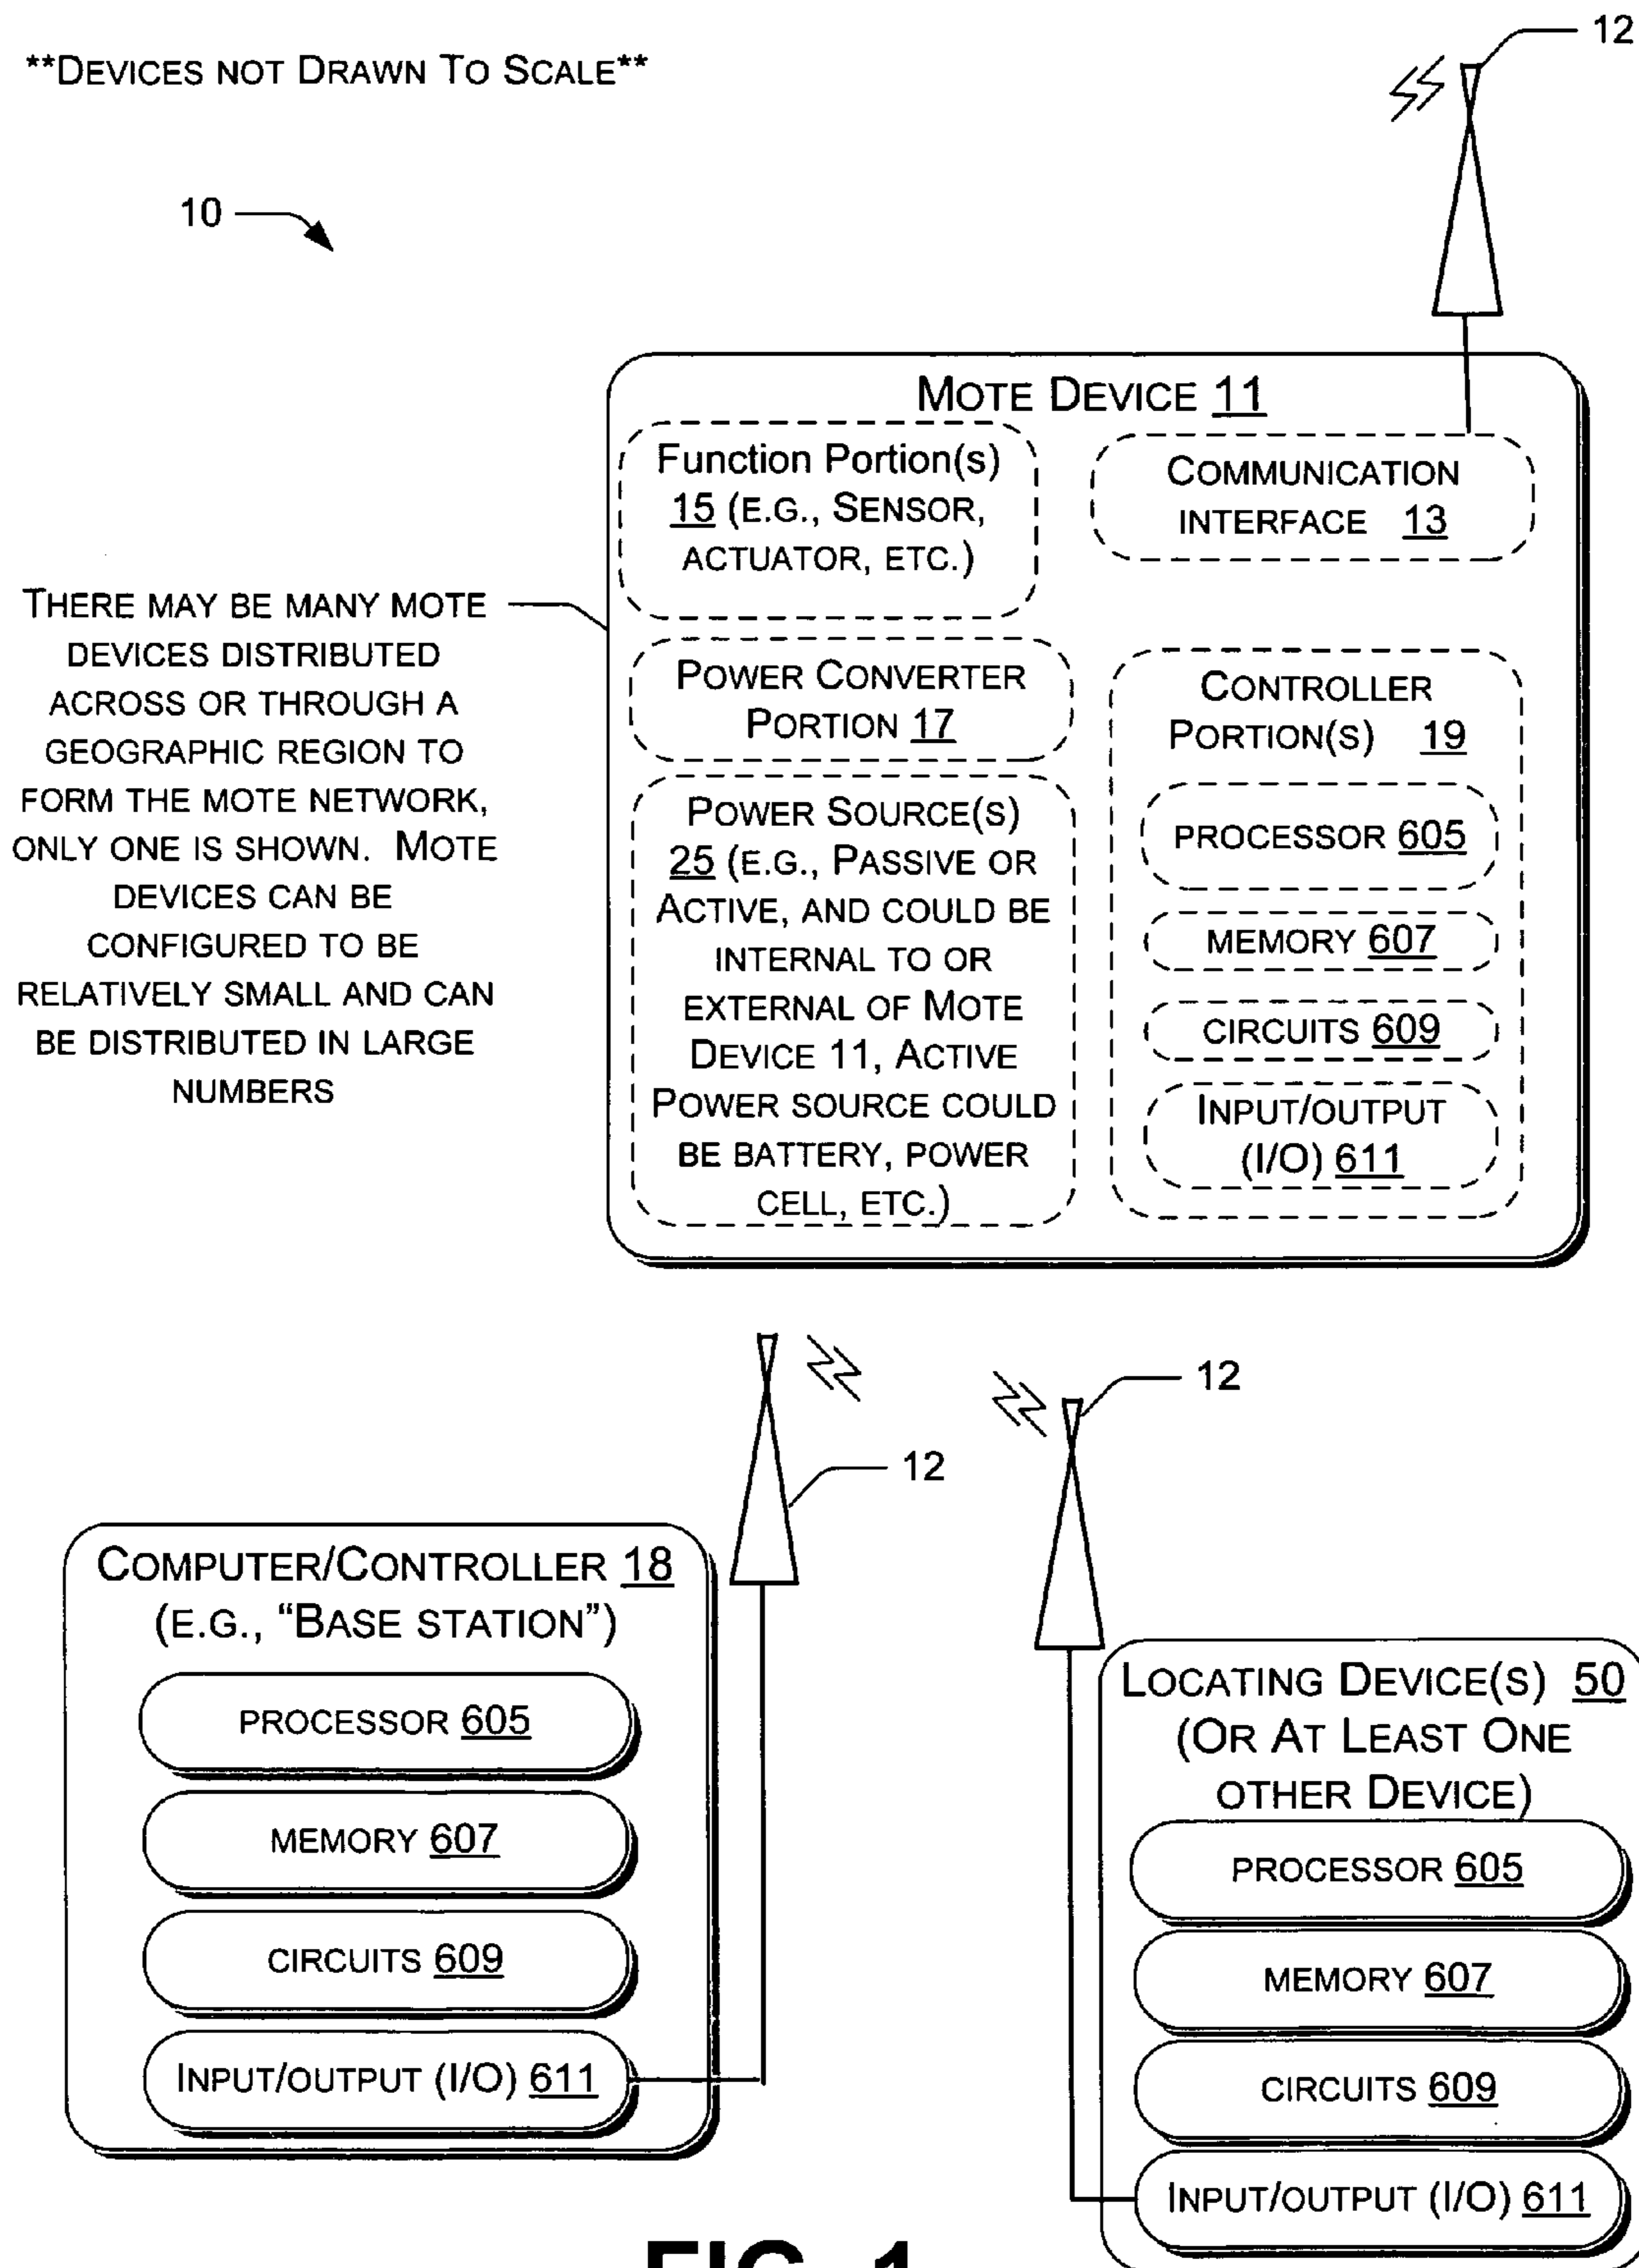 **DEVICES NOT DRAWN TO SCALE**
12
10
MOTE DEVICE 11
Function Portion(s)
15 (E.G., SENSOR,
ACTUATOR, ETC.)
COMMUNICATION
INTERFACE 13
THERE MAY BE MANY MOTE
DEVICES DISTRIBUTED
ACROSS OR THROUGH A
GEOGRAPHIC REGION TO
FORM THE MOTE NETWORK,
ONLY ONE IS SHOWN. MOTE
DEVICES CAN BE
CONFIGURED TO BE
RELATIVELY SMALL AND CAN
BE DISTRIBUTED IN LARGE
NUMBERS
POWER CONVERTER
PORTION 17
POWER SOURCE(S)
25 (E.G., PASSIVE OR
ACTIVE, AND COULD BE
INTERNAL TO OR
EXTERNAL OF MOTE
DEVICE 11, ACTIVE
POWER SOURCE COULD
BE BATTERY, POWER
CELL, ETC.)
CONTROLLER
PORTION(S) 19
PROCESSOR 605
MEMORY 607
CIRCUITS 609
INPUT/OUTPUT
(I/O) 611
12
12
COMPUTER/CONTROLLER 18
(E.G., “BASE STATION”)
PROCESSOR 605
MEMORY 607
CIRCUITS 609
INPUT/OUTPUT (I/O) 611
LOCATING DEVICE(S) 50
(OR AT LEAST ONE
OTHER DEVICE)
PROCESSOR 605
MEMORY 607
CIRCUITS 609
INPUT/OUTPUT (I/O) 611
FIG. 1